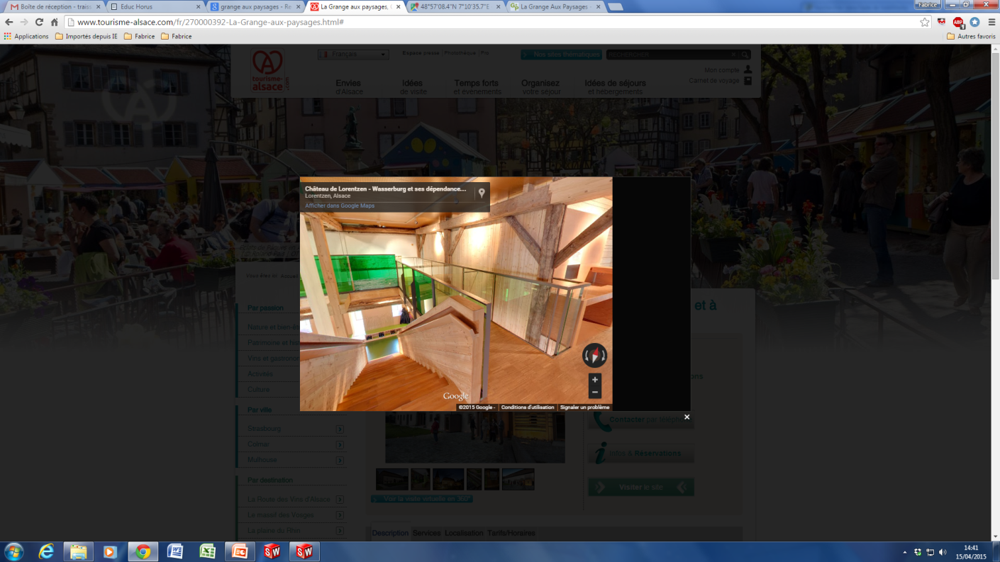 Boîte de réception - traiss
Educ Horus
grange aux paysages - Re
La Grange aux paysages, 
48°57'08.4"N 7°10'35.7"E
La Grange Aux Paysages -
Fabrice
www.tourisme-alsace.com/fr/270000392-La-Grange-aux-paysages.html#
Applications
Importés depuis IE
Fabrice
Fabrice
Autres favoris
tourisme-
alsace.com
Français
Espace presse | Photothèque | Pro
Nos sites thématiques
RECHERCHER
Mon compte
Carnet de voyage
Envies
d'Alsace
Idées
de visite
Temps forts
et événements
Organisez
votre séjour
Idées de séjours
et hébergements
Château de Lorentzen - Wasserburg et ses dépendance...
Lorentzen, Alsace
Afficher dans Google Maps
Google
©2015 Google -
Conditions d'utilisation
Signaler un problème
Vous êtes ici
et à
Par passion
Nature et bien-êt
Patrimoine et his
Vins et gastronor
Activités
Culture
Par ville
Strasbourg
Colmar
Mulhouse
Par destination
La Route des Vins d'Alsace
Le massif des Vosges
La plaine du Rhin
ons
Contacter par téléphone
Infos & Réservations
Visiter le site
Voir la visite virtuelle en 360°
Description
Services
Localisation
Tarifs/Horaires
14:41
15/04/2015